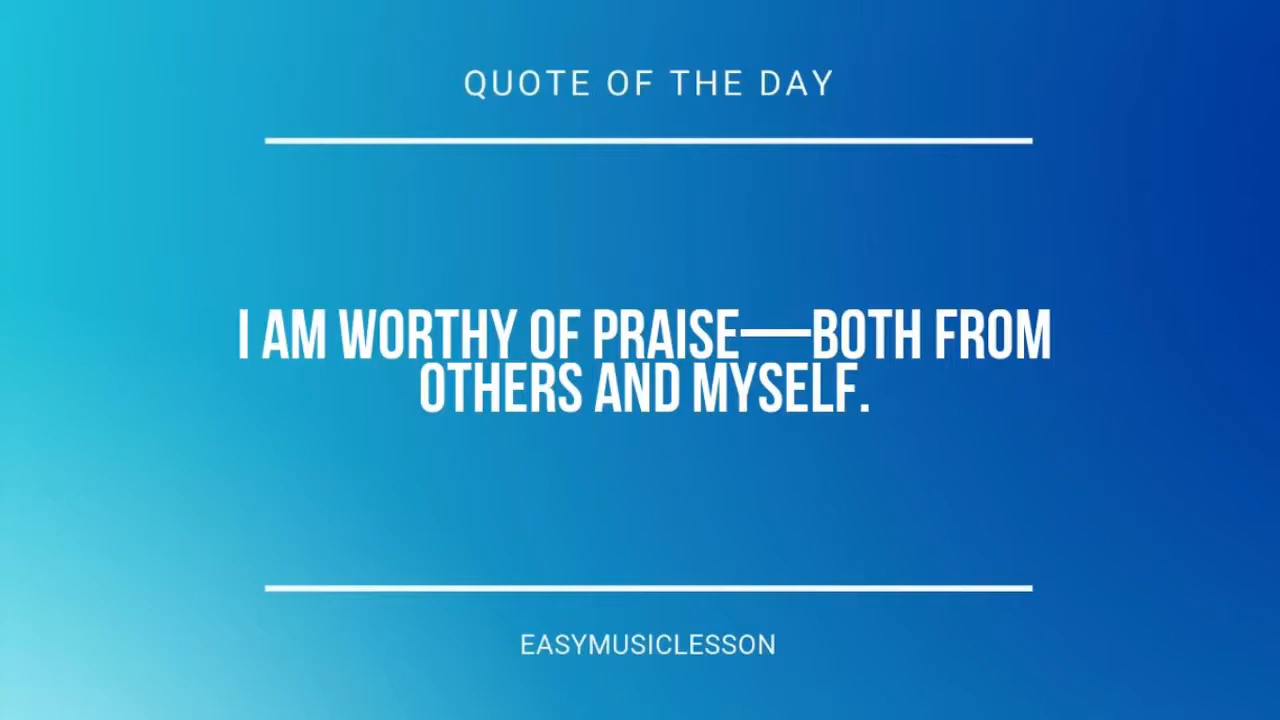 QUOTE OF THE DAY
I AM WORTHY OF PRAISE—BOTH FROM
OTHERS AND MYSELF.
EASYMUSICLESSON